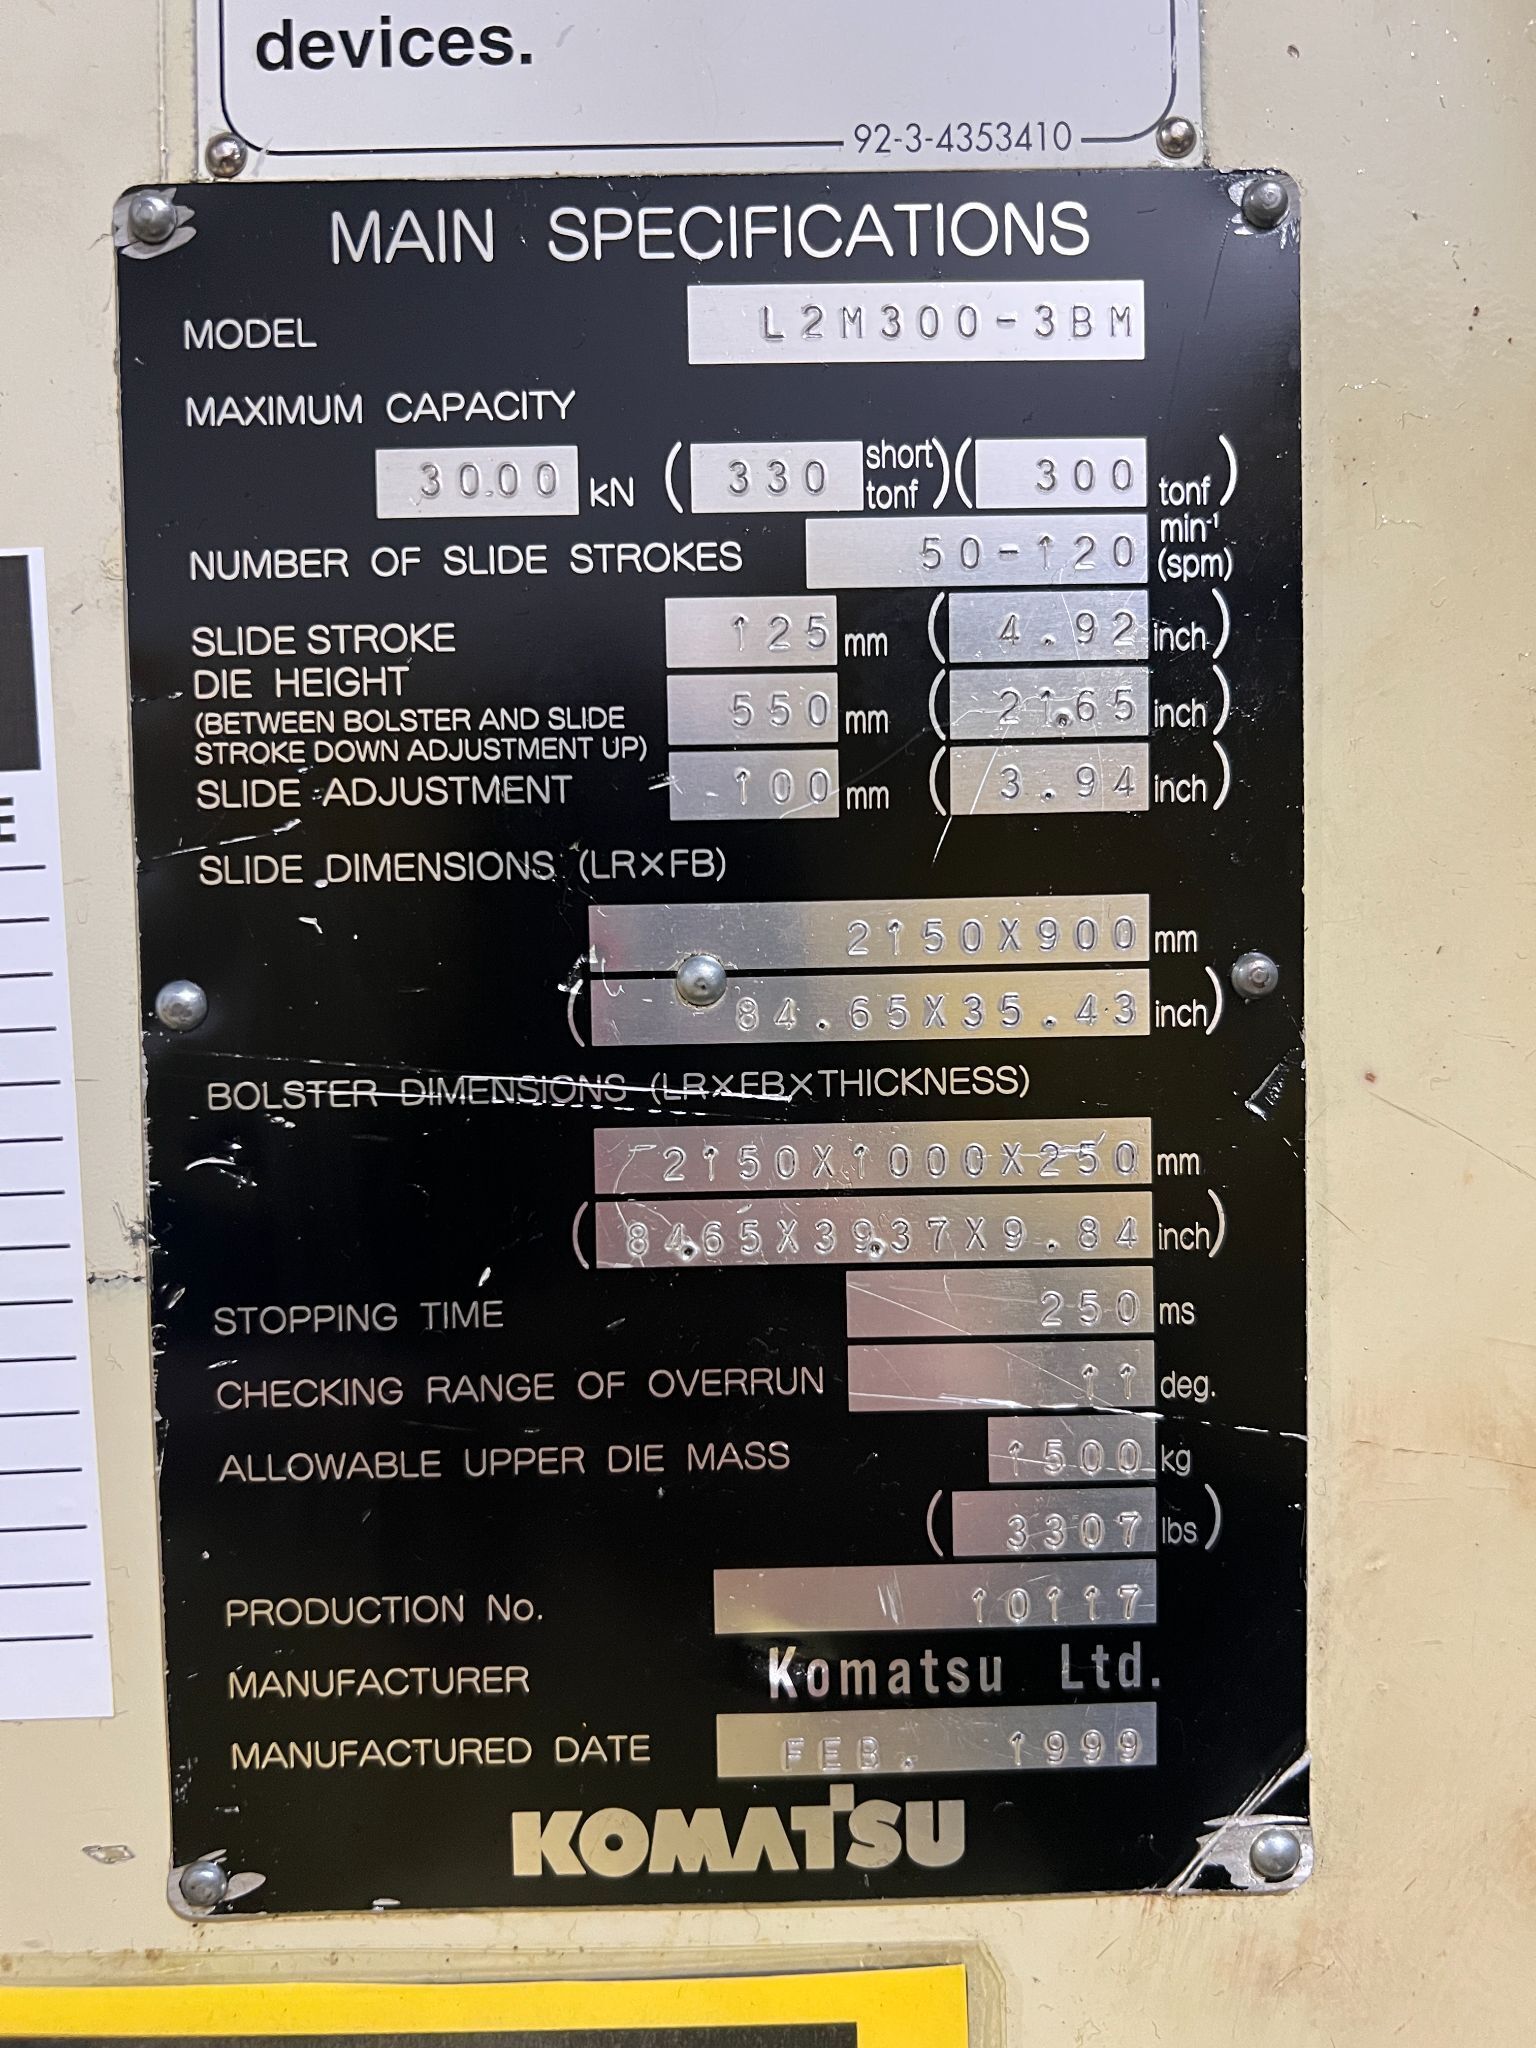 devices.
92-3-4353410
MAIN SPECIFICATIONS
MODEL L2M300-3BM
MAXIMUM CAPACITY
3000 kN (330 short tonf) (300 tonf)
NUMBER OF SLIDE STROKES 50-120 min⁻¹ (spm)
SLIDE STROKE 125 mm (4.92 inch)
DIE HEIGHT
(BETWEEN BOLSTER AND SLIDE 550 mm (21.65 inch)
STROKE DOWN ADJUSTMENT UP)
SLIDE ADJUSTMENT 100 mm (3.94 inch)
SLIDE DIMENSIONS (LR×FB)
2150X900 mm
(84.65X35.43 inch)
BOLSTER DIMENSIONS (LR×FB×THICKNESS)
2150X1000X250 mm
(84.65X39.37X9.84 inch)
STOPPING TIME 250 ms
CHECKING RANGE OF OVERRUN 11 deg.
ALLOWABLE UPPER DIE MASS 1500 kg
(3307 lbs)
PRODUCTION No. 10117
MANUFACTURER Komatsu Ltd.
MANUFACTURED DATE FEB. 1999
KOMATSU
E